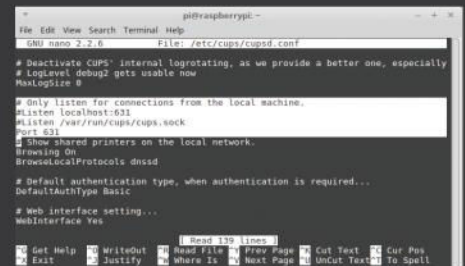 pi@raspberrypi: ~
File Edit View Search Terminal Help
GNU nano 2.2.6 File: /etc/cups/cupsd.conf
# Deactivate CUPS' internal logrotating, as we provide a better one, especially
# LogLevel debug2 gets usable now
MaxLogSize 0
# Only listen for connections from the local machine.
#Listen localhost:631
#Listen /var/run/cups/cups.sock
Port 631
# Show shared printers on the local network.
Browsing On
BrowseLocalProtocols dnssd
# Default authentication type, when authentication is required...
DefaultAuthType Basic
# Web interface setting...
WebInterface Yes
[ Read 139 lines ]
^G Get Help ^O WriteOut ^R Read File ^Y Prev Page ^K Cut Text ^C Cur Pos
^X Exit ^J Justify ^W Where Is ^V Next Page ^U UnCut Text ^T To Spell